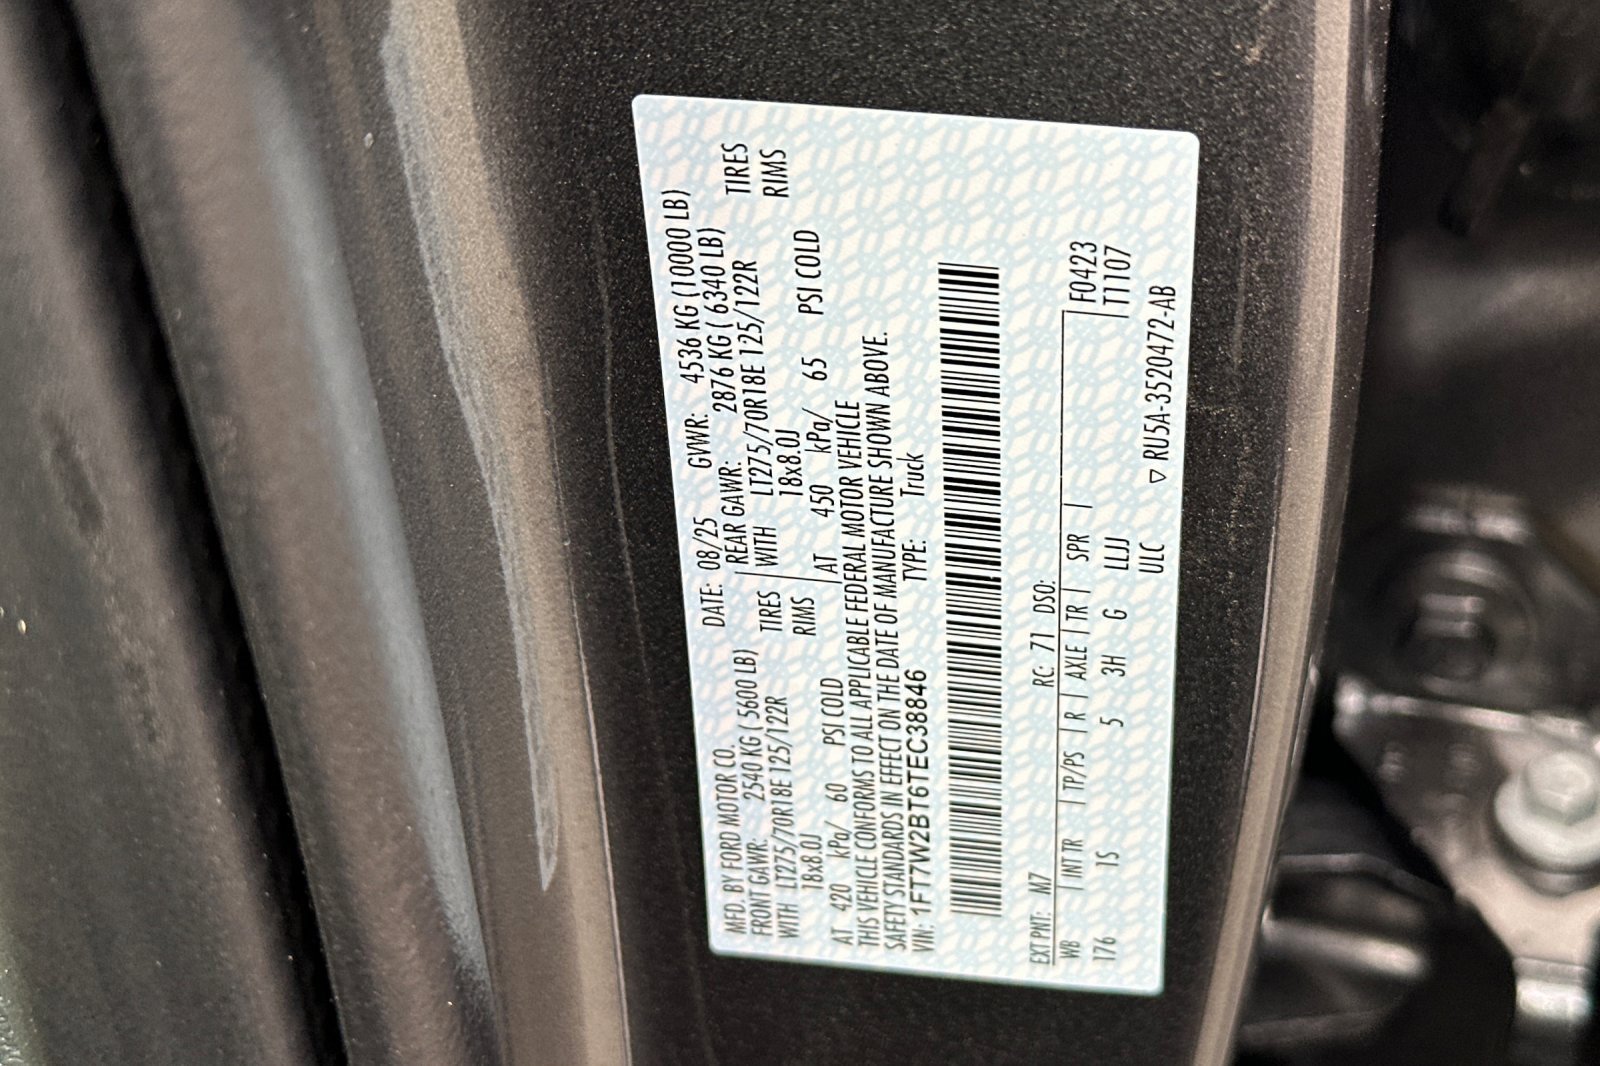 MFD. BY FORD MOTOR CO.
DATE: 08/25 GVWR: 4536 KG (10000 LB)
FRONT GAWR: 2540 KG ( 5600 LB) REAR GAWR: 2876 KG ( 6340 LB)
WITH LT275/70R18E 125/122R TIRES WITH LT275/70R18E 125/122R TIRES
18x8.0J RIMS 18x8.0J RIMS
AT 420 kPa/ 60 PSI COLD AT 450 kPa/ 65 PSI COLD
THIS VEHICLE CONFORMS TO ALL APPLICABLE FEDERAL MOTOR VEHICLE
SAFETY STANDARDS IN EFFECT ON THE DATE OF MANUFACTURE SHOWN ABOVE.
VIN: 1FT7W2BT6TEC38846 TYPE: Truck
EXT PNT: M7 RC: 71 DSO: F0423
WB | INT TR | TP/PS | R | AXLE | TR | SPR | T1107
176 1S 5 3H G LLJ
ULC ▽ RU5A-3520472-AB